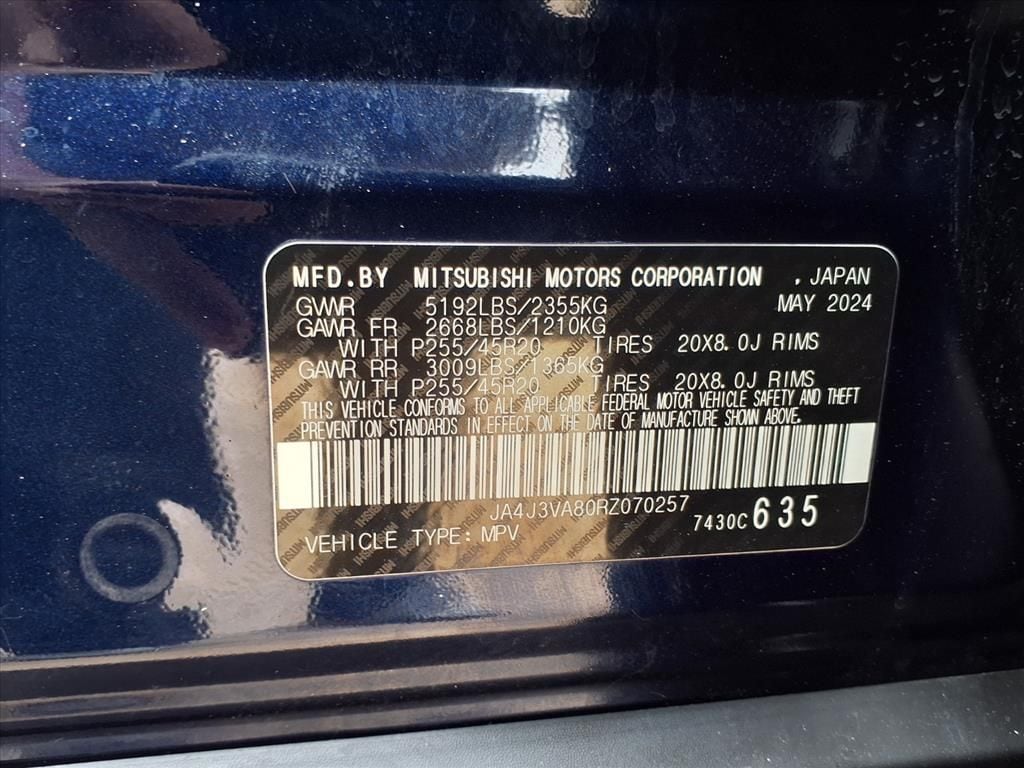 MFD.BY MITSUBISHI MOTORS CORPORATION , JAPAN
GVWR 5192LBS/2355KG MAY 2024
GAWR FR 2668LBS/1210KG
WITH P255/45R20 TIRES 20X8.0J RIMS
GAWR RR 3009LBS/1365KG
WITH P255/45R20 TIRES 20X8.0J RIMS
THIS VEHICLE CONFORMS TO ALL APPLICABLE FEDERAL MOTOR VEHICLE SAFETY AND THEFT
PREVENTION STANDARDS IN EFFECT ON THE DATE OF MANUFACTURE SHOWN ABOVE.
JA4J3VA80RZ070257
7430C 635
VEHICLE TYPE: MPV